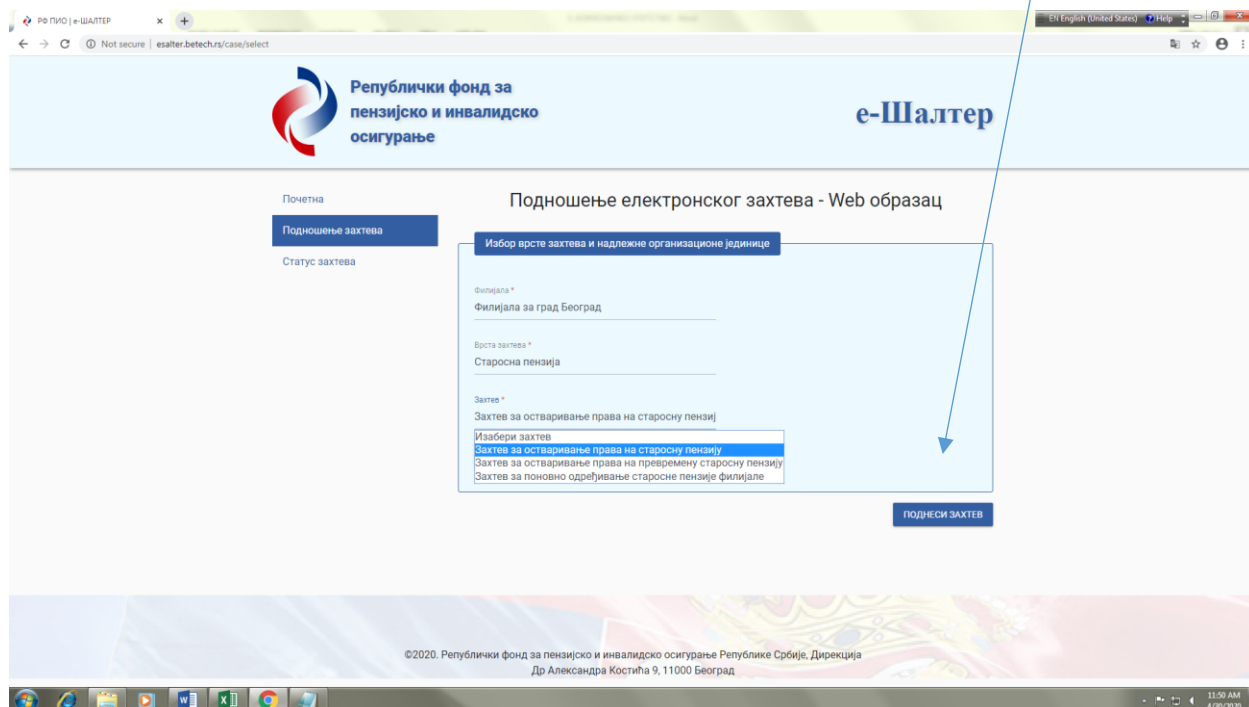 РФ ПИО | е-ШАЛТЕР
EN English (United States) Help
Not secure | esalter.betech.rs/case/select
Републички фонд за
пензијско и инвалидско
осигурање
е-Шалтер
Почетна
Подношење захтева
Статус захтева
Подношење електронског захтева - Web образац
Избор врсте захтева и надлежне организационе јединице
Филијала *
Филијала за град Београд
Врста захтева *
Старосна пензија
Захтев *
Захтев за остваривање права на старосну пензиј
Изабери захтев
Захтев за остваривање права на старосну пензију
Захтев за остваривање права на превремену старосну пензију
Захтев за поновно одређивање старосне пензије филијале
ПОДНЕСИ ЗАХТЕВ
©2020. Републички фонд за пензијско и инвалидско осигурање Републике Србије, Дирекција
Др Александра Костића 9, 11000 Београд
11:50 AM
4/30/2020